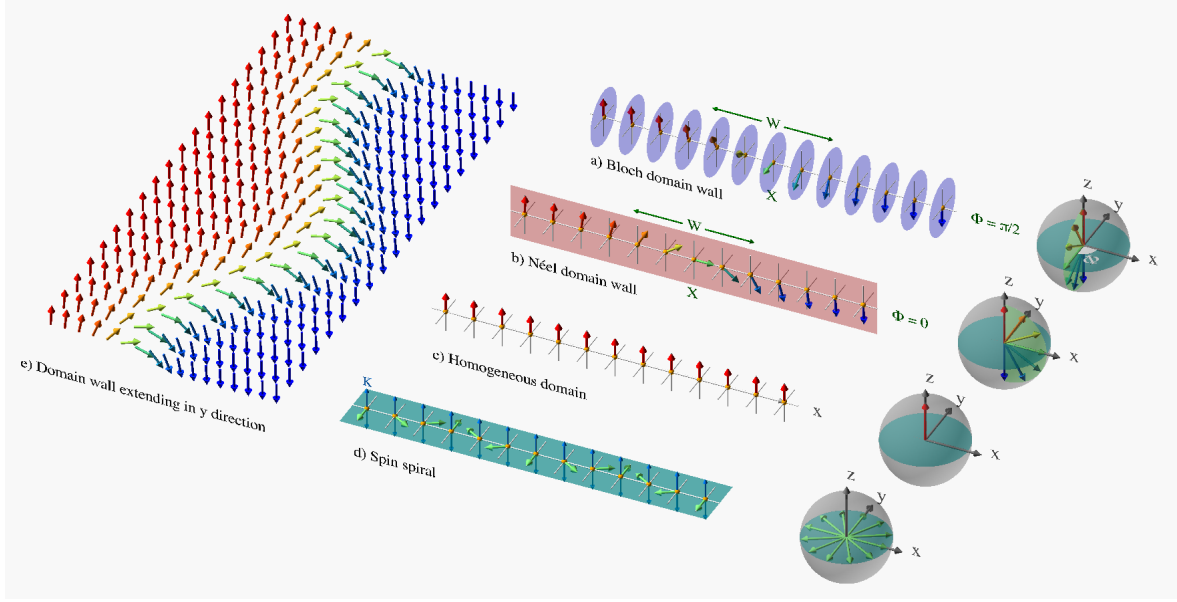 W
a) Bloch domain wall
X
Φ = π/2
z
y
x
Φ
W
b) Néel domain wall
X
Φ = 0
z
y
x
c) Homogeneous domain
x
z
y
x
e) Domain wall extending in y direction
K
d) Spin spiral
z
y
x